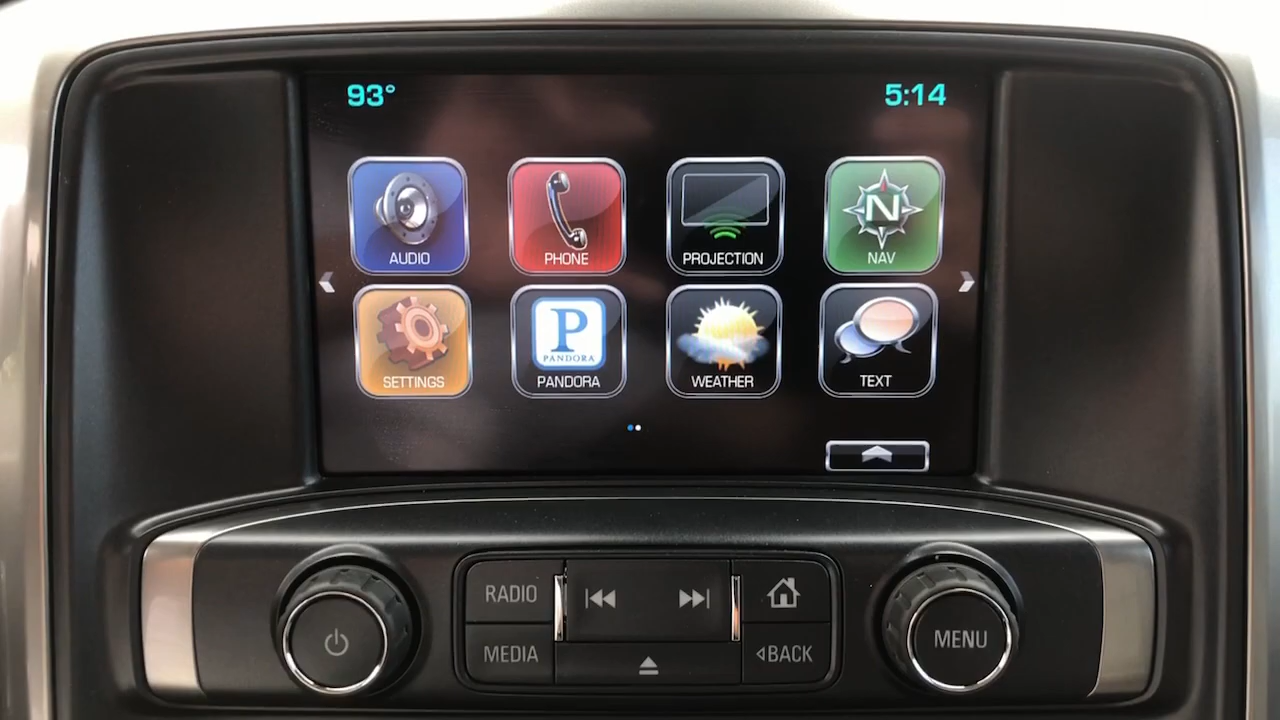 93° 5:14
AUDIO PHONE PROJECTION N NAV
SETTINGS P PANDORA PANDORA WEATHER TEXT
RADIO
MEDIA BACK
MENU